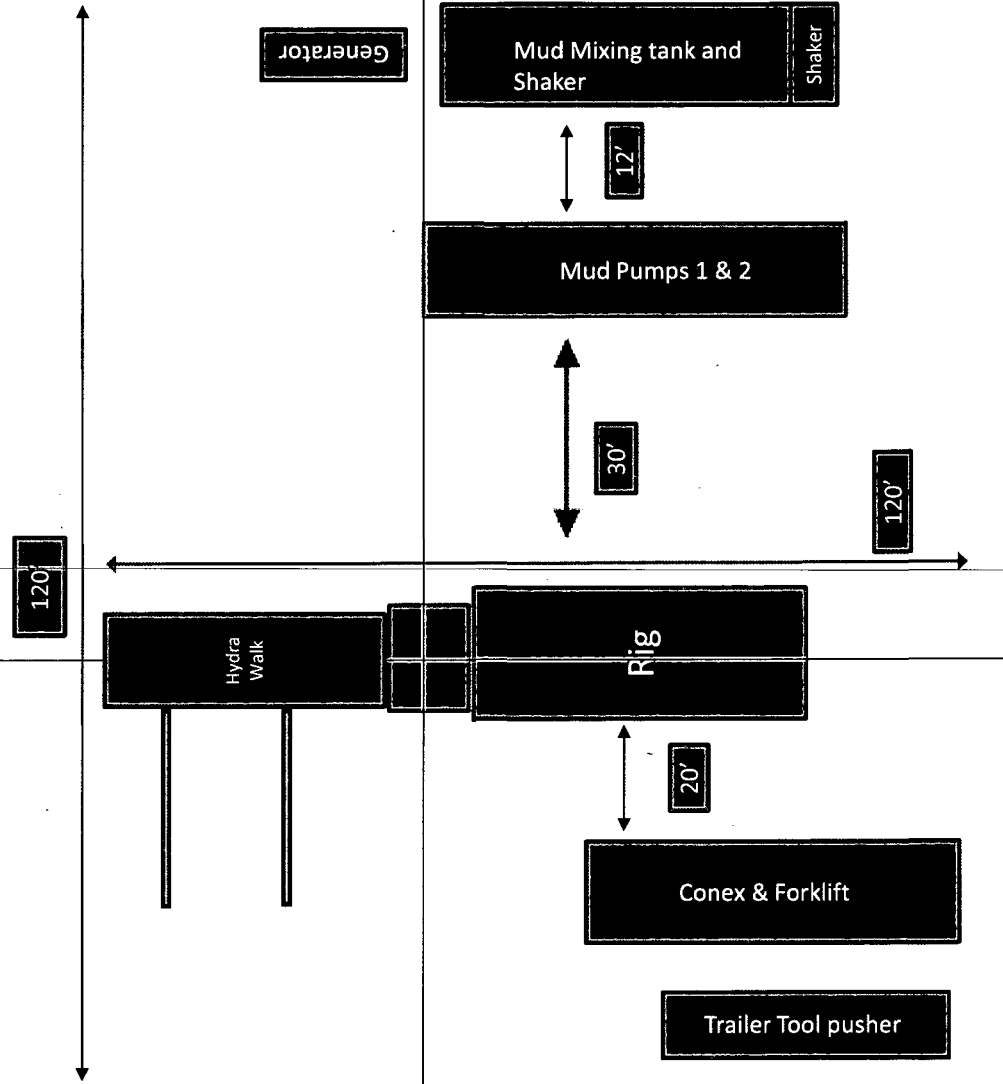 Generator
Mud Mixing tank and
Shaker
Shaker
12'
Mud Pumps 1 & 2
30'
120'
120'
Hydra
Walk
Rig
20'
Conex & Forklift
Trailer Tool pusher